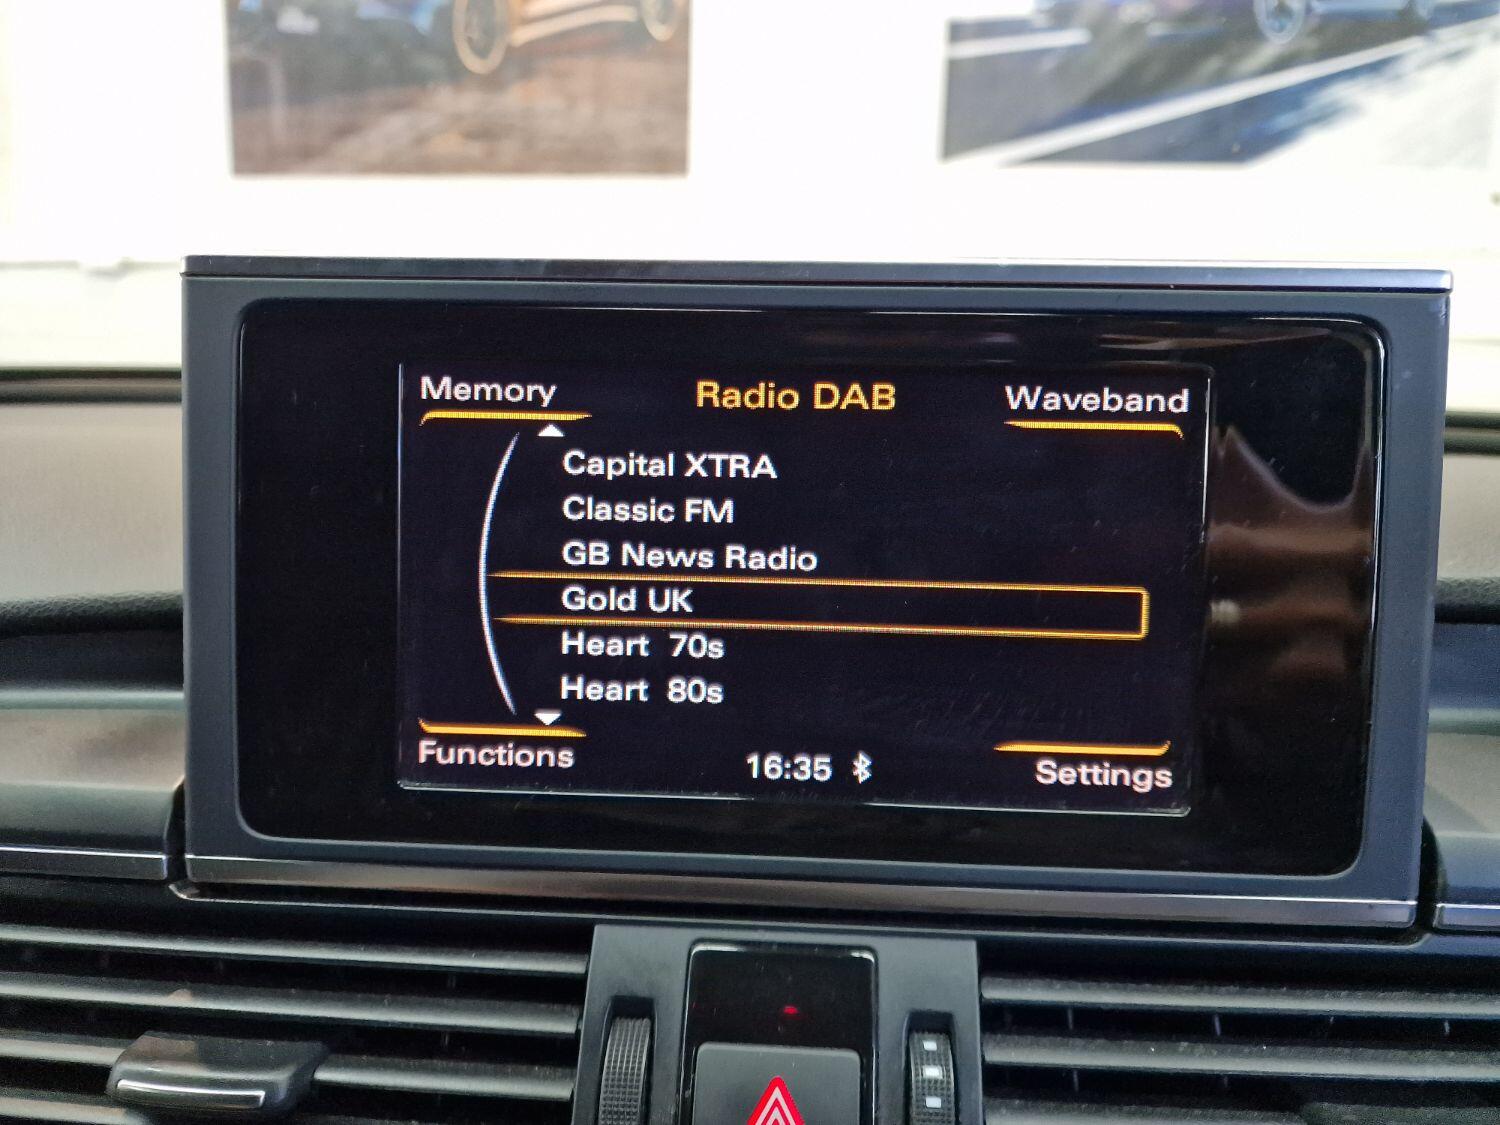 Memory Radio DAB Waveband
Capital XTRA
Classic FM
GB News Radio
Gold UK
Heart 70s
Heart 80s
Functions 16:35 Settings